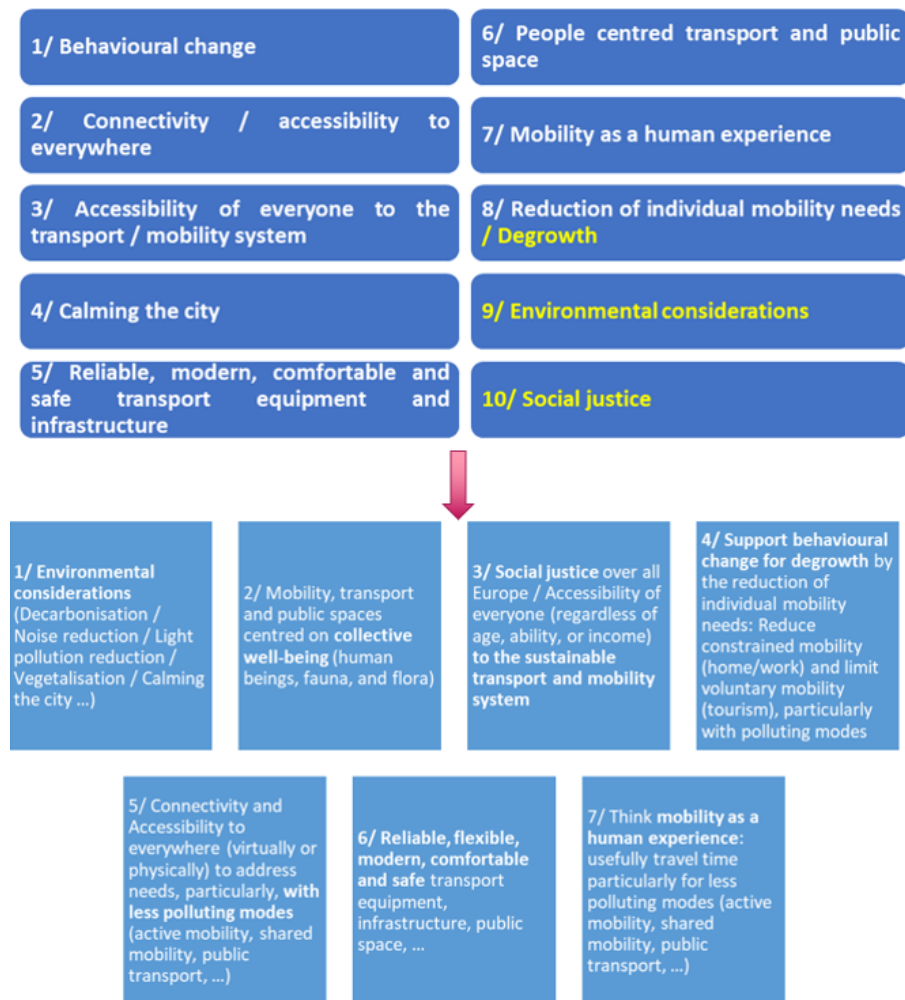 1/ Behavioural change
2/ Connectivity / accessibility to
everywhere
3/ Accessibility of everyone to the
transport / mobility system
4/ Calming the city
5/ Reliable, modern, comfortable and
safe transport equipment and
infrastructure
6/ People centred transport and public
space
7/ Mobility as a human experience
8/ Reduction of individual mobility needs
/ Degrowth
9/ Environmental considerations
10/ Social justice
1/ Environmental
considerations
(Decarbonisation /
Noise reduction / Light
pollution reduction /
Vegetalisation / Calming
the city ...)
2/ Mobility, transport
and public spaces
centred on collective
well-being (human
beings, fauna, and flora)
3/ Social justice over all
Europe / Accessibility of
everyone (regardless of
age, ability, or income)
to the sustainable
transport and mobility
system
4/ Support behavioural
change for degrowth by
the reduction of
individual mobility
needs: Reduce
constrained mobility
(home/work) and limit
voluntary mobility
(tourism), particularly
with polluting modes
5/ Connectivity and
Accessibility to
everywhere (virtually or
physically) to address
needs, particularly, with
less polluting modes
(active mobility, shared
mobility, public
transport, ...)
6/ Reliable, flexible,
modern, comfortable
and safe transport
equipment,
infrastructure, public
space, ...
7/ Think mobility as a
human experience:
usefully travel time
particularly for less
polluting modes (active
mobility, shared
mobility, public
transport, ...)